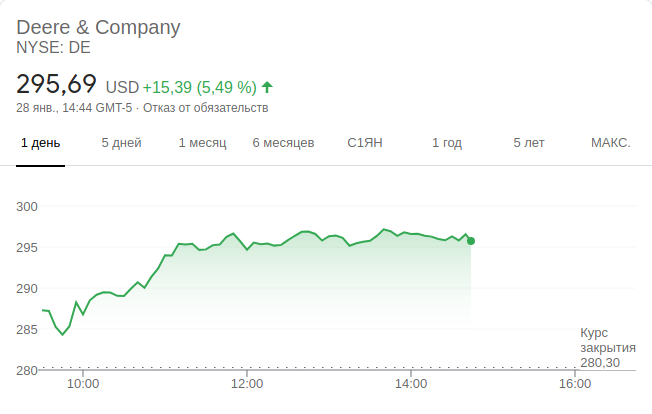 Deere & Company
NYSE: DE
295,69 USD +15,39 (5,49 %)
28 янв., 14:44 GMT-5 · Отказ от обязательств
1 день 5 дней 1 месяц 6 месяцев С1ЯН 1 год 5 лет МАКС.
300
295
290
285
280
Курс
закрытия
280,30
10:00 12:00 14:00 16:00